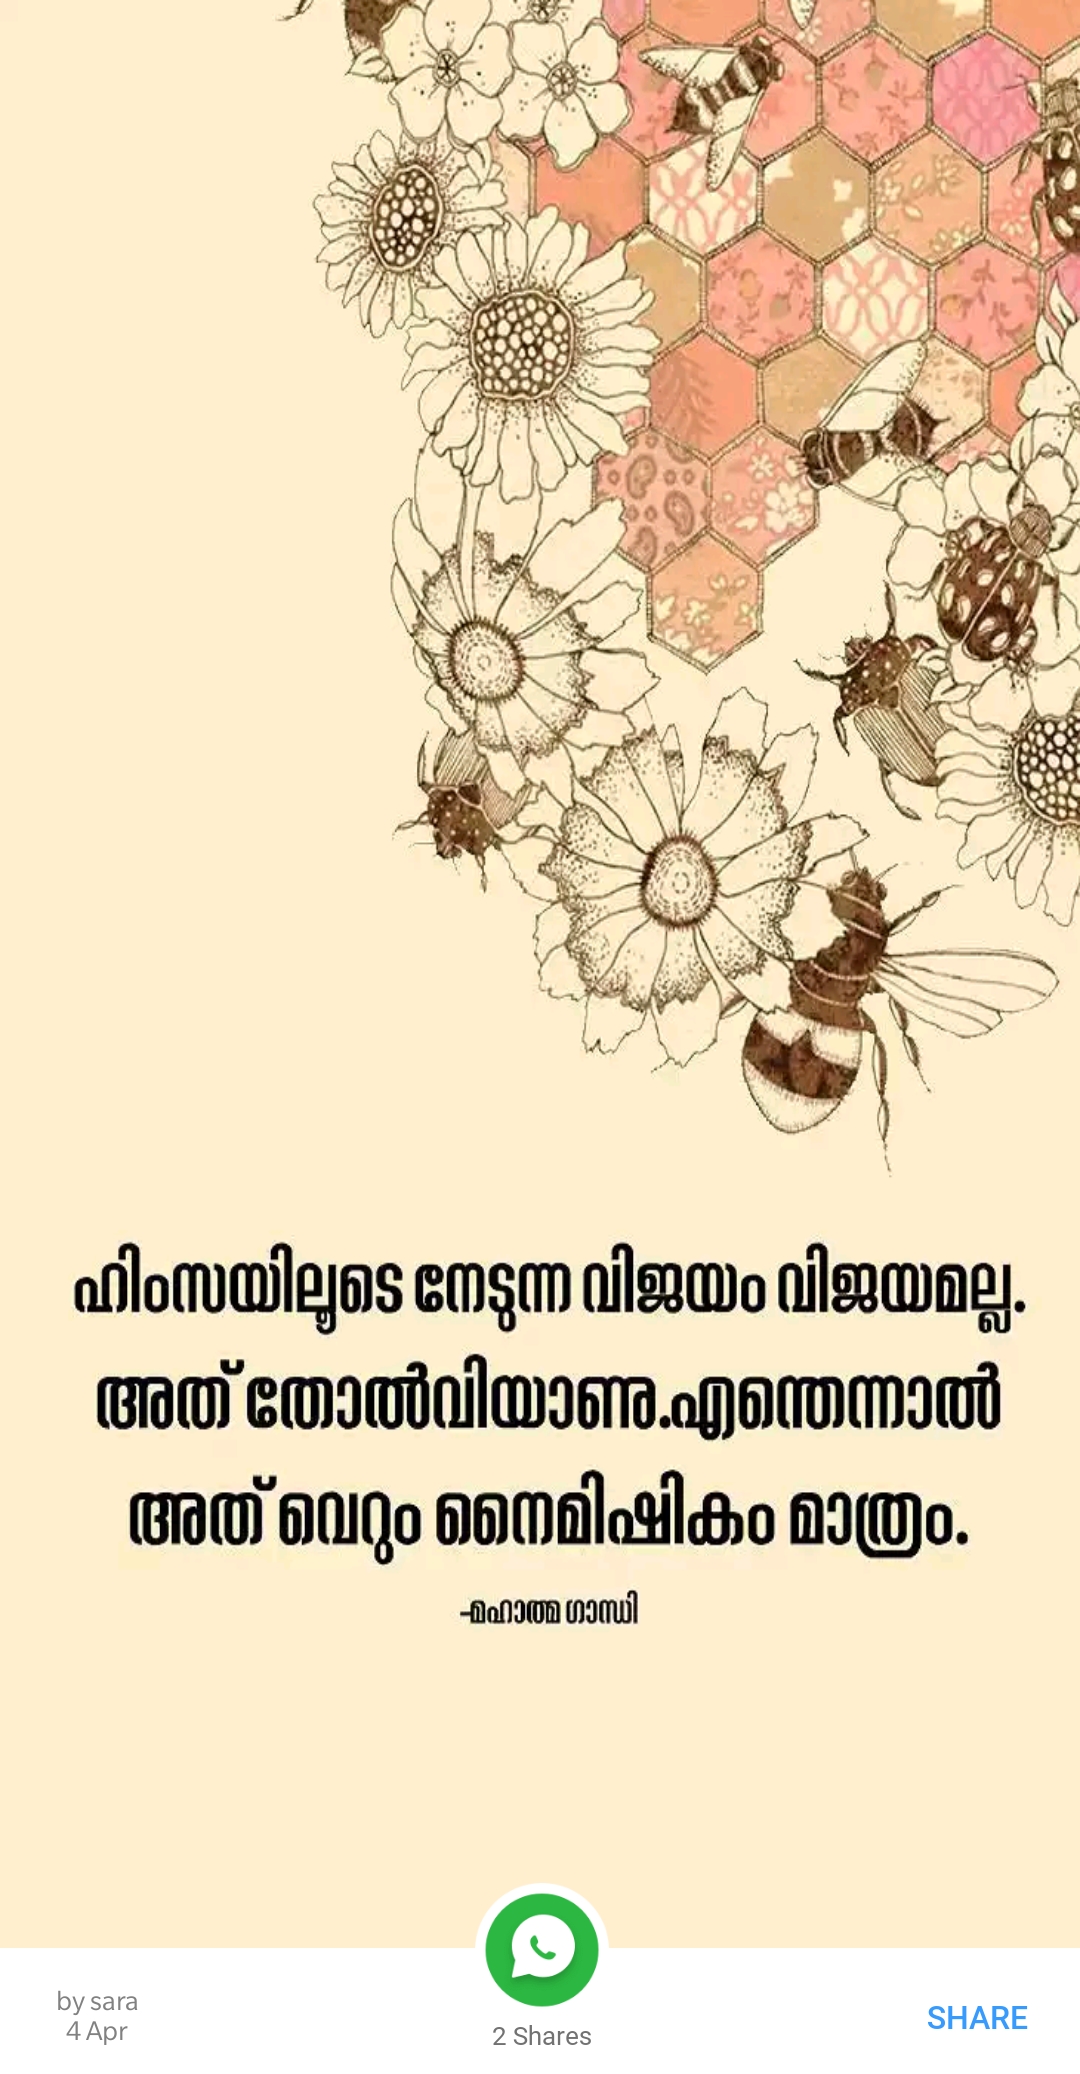 ഹിംസയിലൂടെ നേടുന്ന വിജയം വിജയമല്ല.
അത് തോൽവിയാണു.എന്തെന്നാൽ
അത് വെറും നൈമിഷികം മാത്രം.
-മഹാത്മ ഗാന്ധി
by sara
4 Apr
2 Shares
SHARE